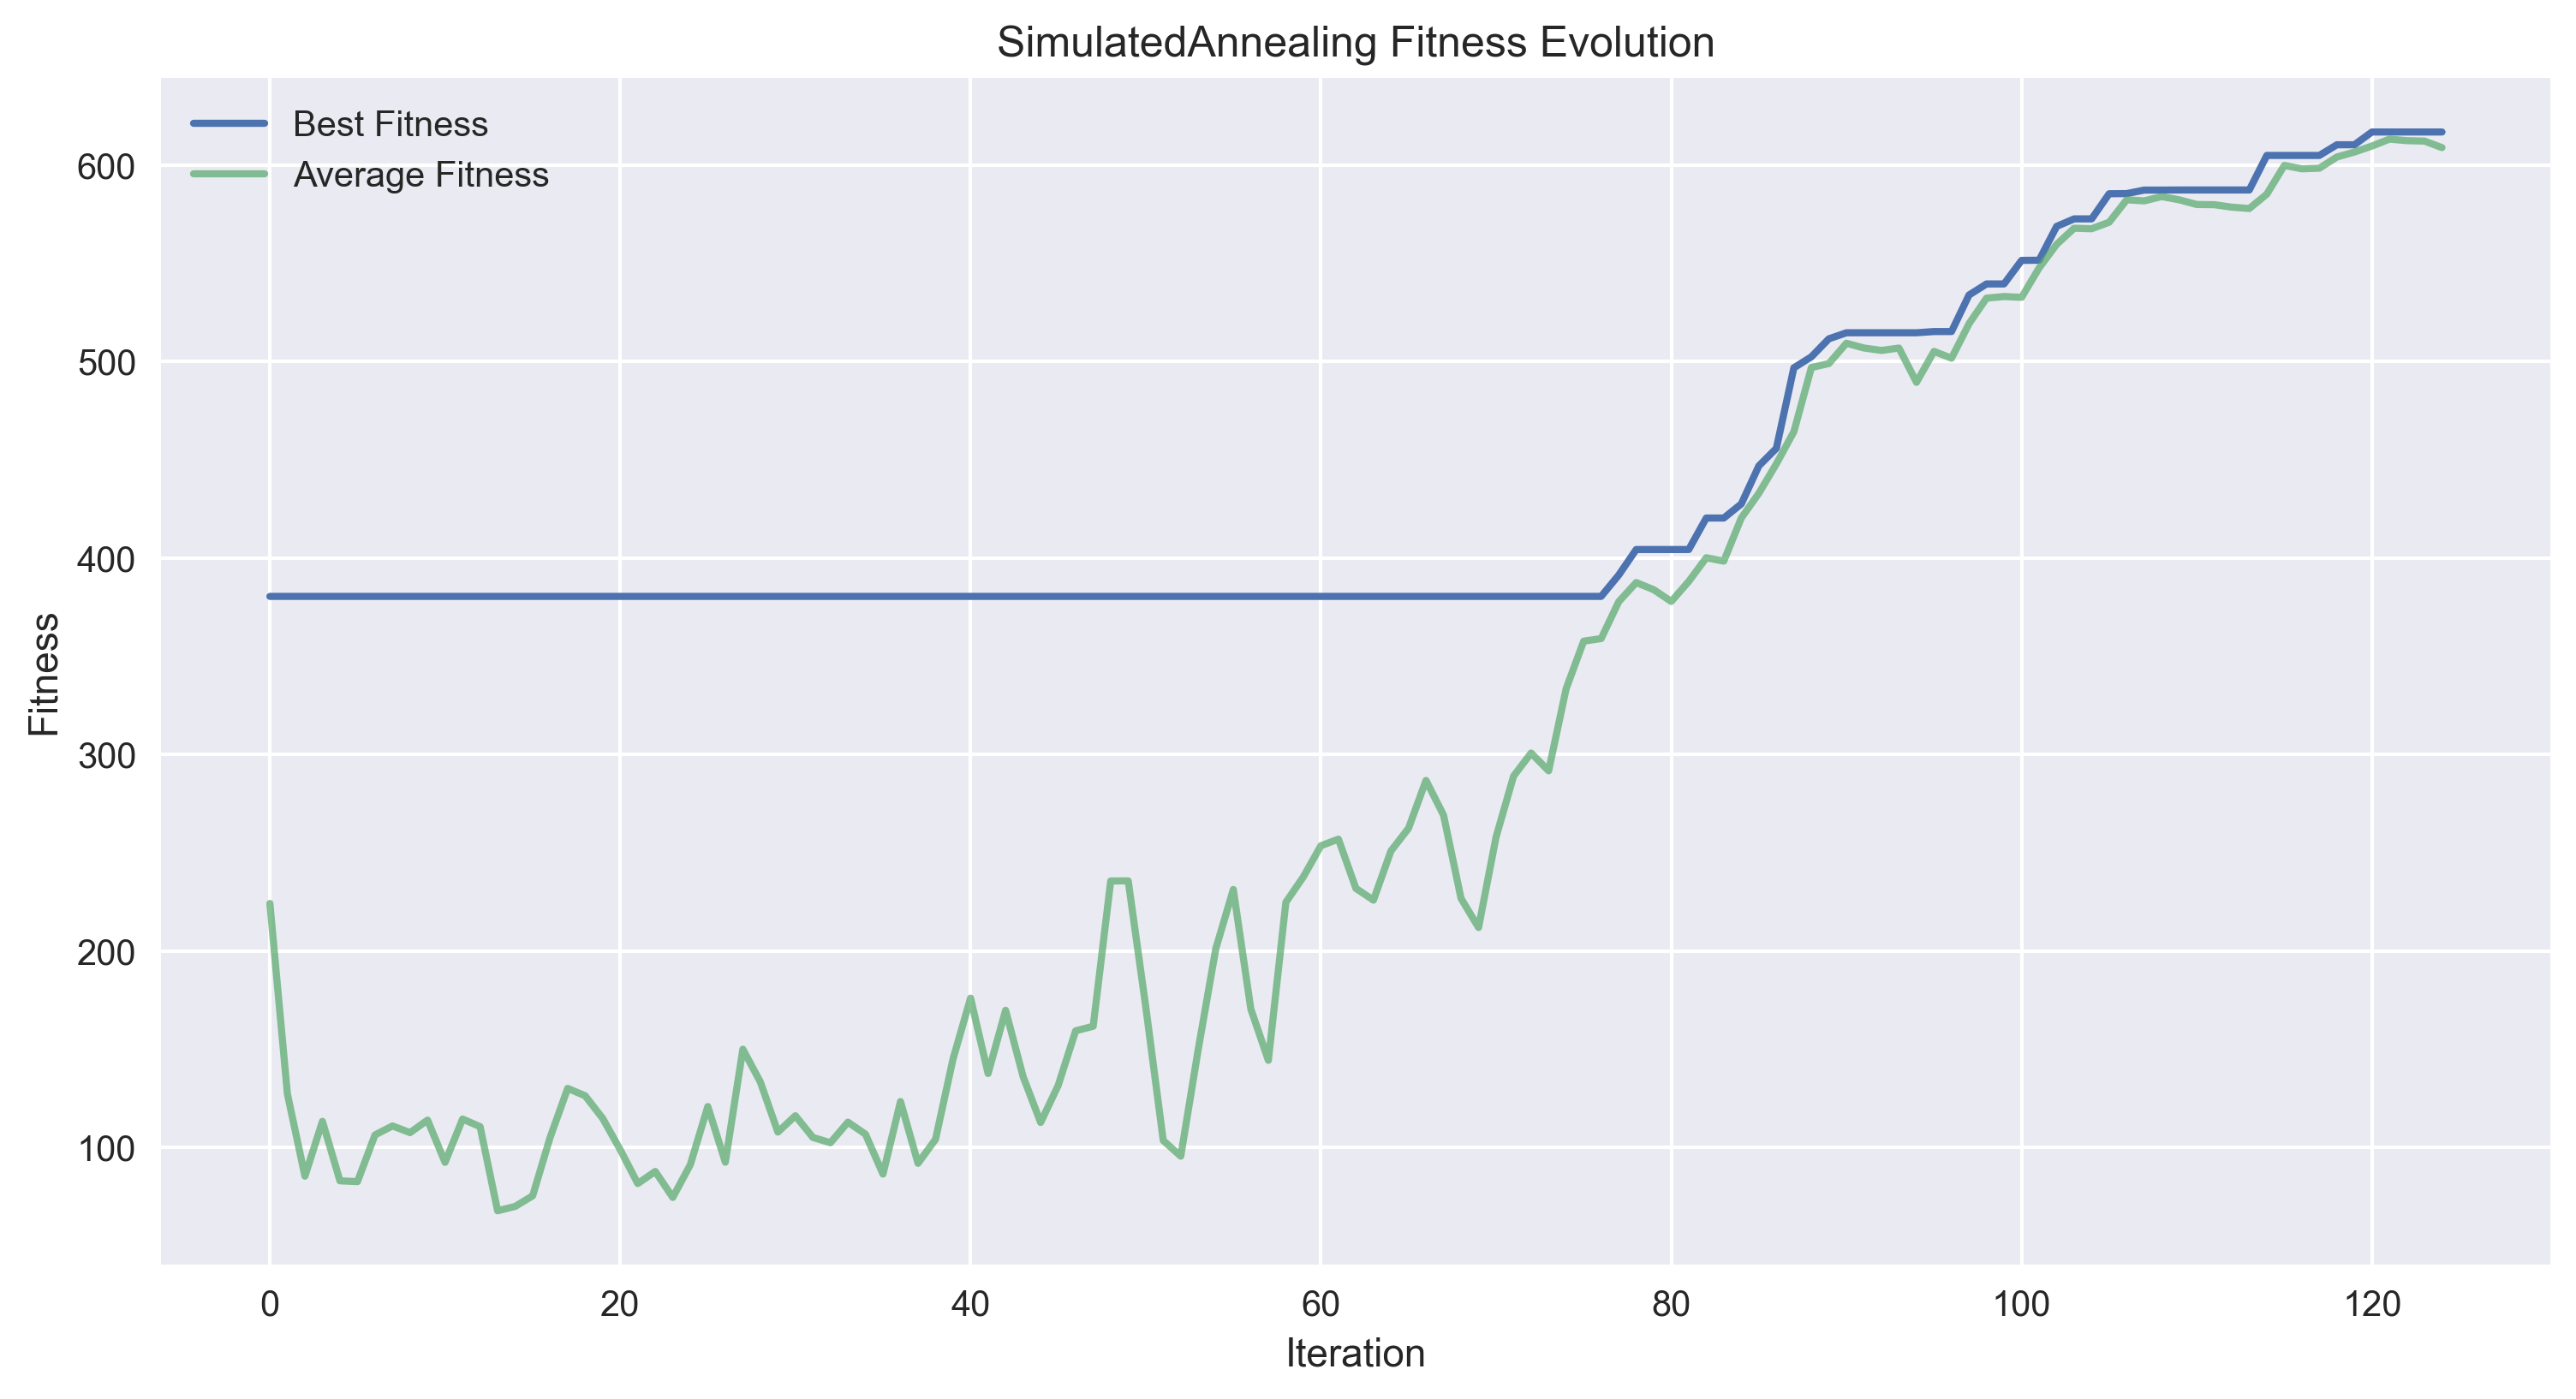 SimulatedAnnealing Fitness Evolution
Best Fitness
Average Fitness
600
500
400
300
200
100
Fitness
0 20 40 60 80 100 120
Iteration